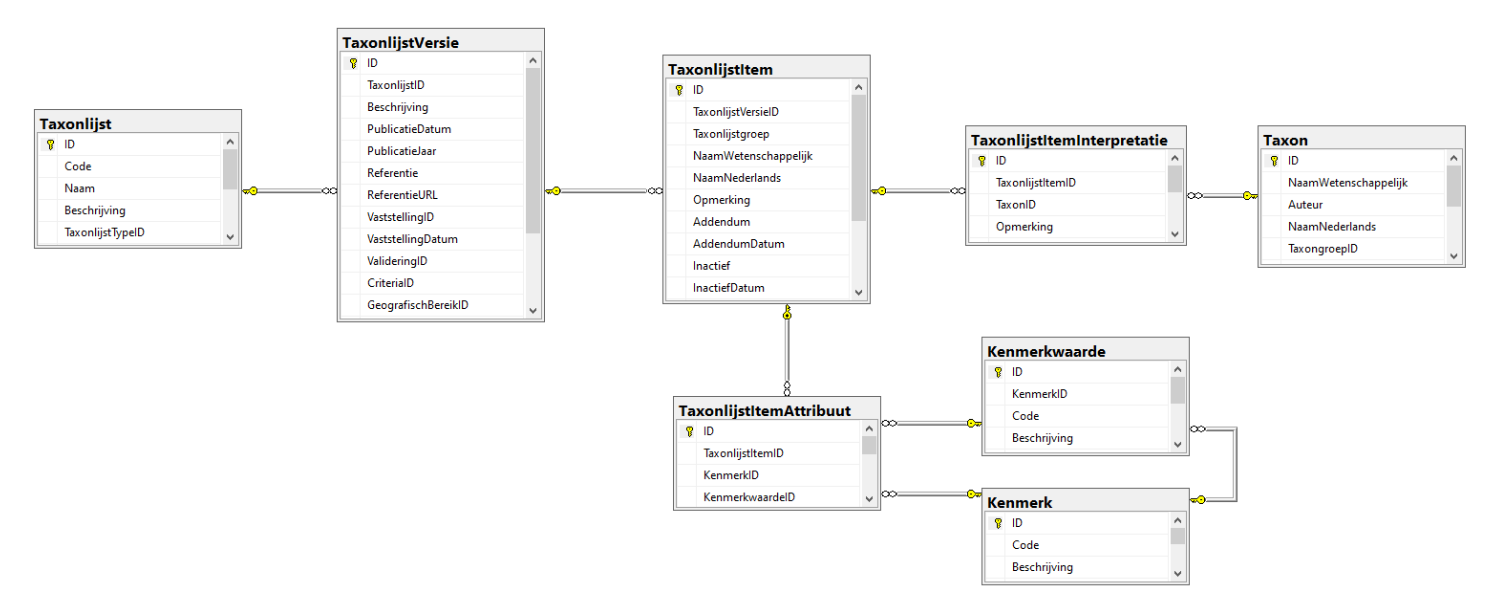 Taxonlijst
ID
Code
Naam
Beschrijving
TaxonlijstTypeID
TaxonlijstVersie
ID
TaxonlijstID
Beschrijving
PublicatieDatum
PublicatieJaar
Referentie
ReferentieURL
VaststellingID
VaststellingDatum
ValideringID
CriteriaID
GeografischBereikID
TaxonlijstItem
ID
TaxonlijstVersieID
Taxonlijstgroep
NaamWetenschappelijk
NaamNederlands
Opmerking
Addendum
AddendumDatum
Inactief
InactiefDatum
TaxonlijstItemInterpretatie
ID
TaxonlijstItemID
TaxonID
Opmerking
Taxon
ID
NaamWetenschappelijk
Auteur
NaamNederlands
TaxongroepID
TaxonlijstItemAttribuut
ID
TaxonlijstItemID
KenmerkID
KenmerkwaardeID
Kenmerkwaarde
ID
KenmerkID
Code
Beschrijving
Kenmerk
ID
Code
Beschrijving